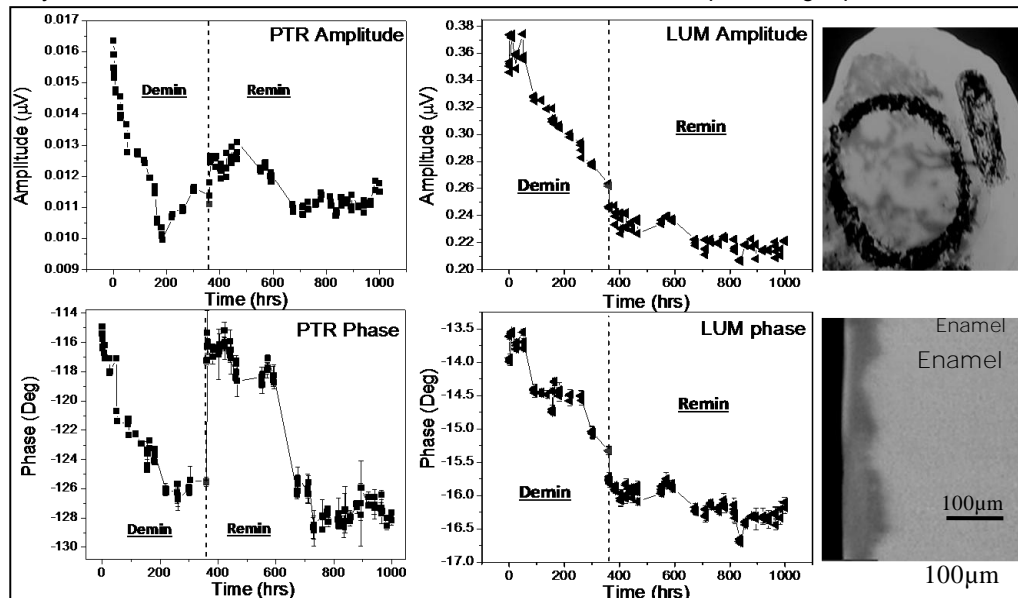 0.017
0.016
0.015
0.014
0.013
0.012
0.011
0.010
0.009
Amplitude (µV)
PTR Amplitude
Demin
Remin
0 200 400 600 800 1000
Time (hrs)
0.38
0.36
0.34
0.32
0.30
0.28
0.26
0.24
0.22
0.20
Amplitude (µV)
LUM Amplitude
Remin
Demin
0 200 400 600 800 1000
Time (hrs)
-114
-116
-118
-120
-122
-124
-126
-128
-130
Phase (Deg)
PTR Phase
Demin
Remin
0 200 400 600 800 1000
Time (hrs)
-13.5
-14.0
-14.5
-15.0
-15.5
-16.0
-16.5
-17.0
Phase (Deg)
LUM phase
Remin
Demin
0 200 400 600 800 1000
Time (hrs)
Enamel
Enamel
100µm
100µm